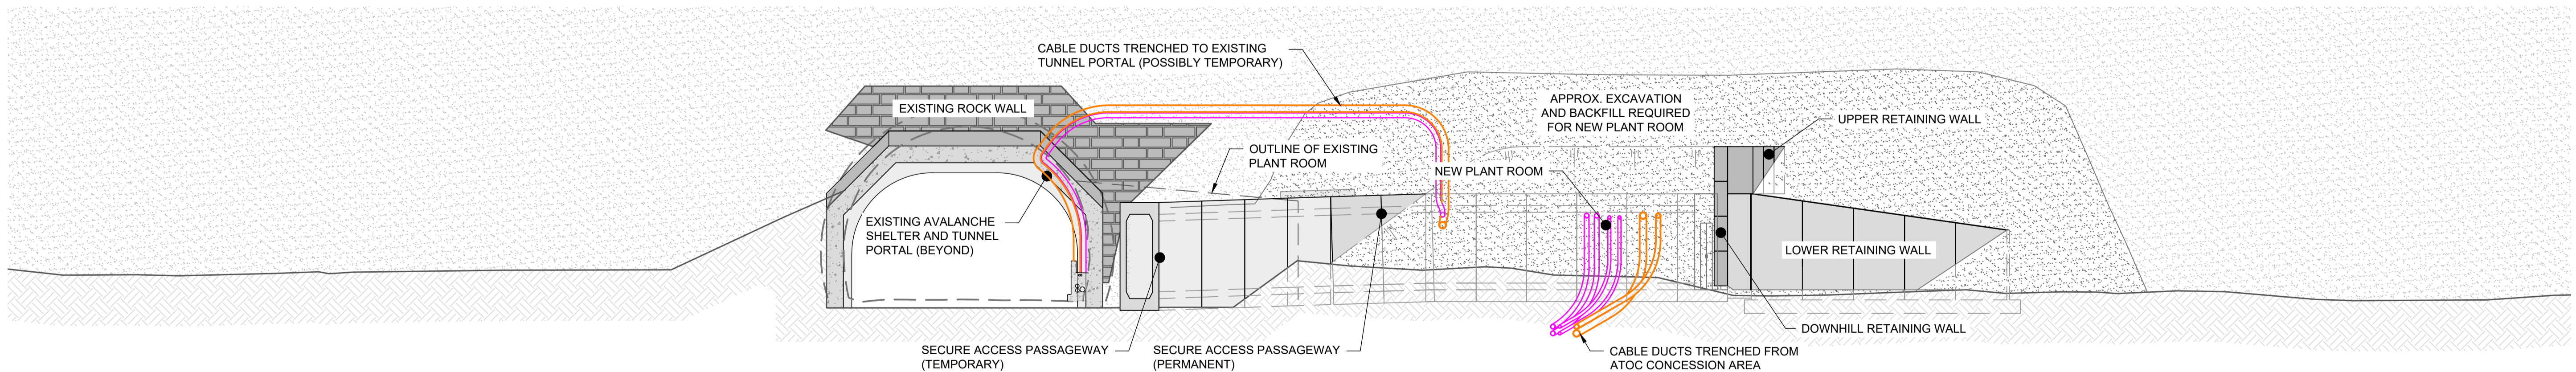 CABLE DUCTS TRENCHED TO EXISTING
TUNNEL PORTAL (POSSIBLY TEMPORARY)
EXISTING ROCK WALL
APPROX. EXCAVATION
AND BACKFILL REQUIRED
FOR NEW PLANT ROOM
UPPER RETAINING WALL
OUTLINE OF EXISTING
PLANT ROOM
NEW PLANT ROOM
EXISTING AVALANCHE
SHELTER AND TUNNEL
PORTAL (BEYOND)
LOWER RETAINING WALL
DOWNHILL RETAINING WALL
SECURE ACCESS PASSAGEWAY
(TEMPORARY)
SECURE ACCESS PASSAGEWAY
(PERMANENT)
CABLE DUCTS TRENCHED FROM
ATOC CONCESSION AREA